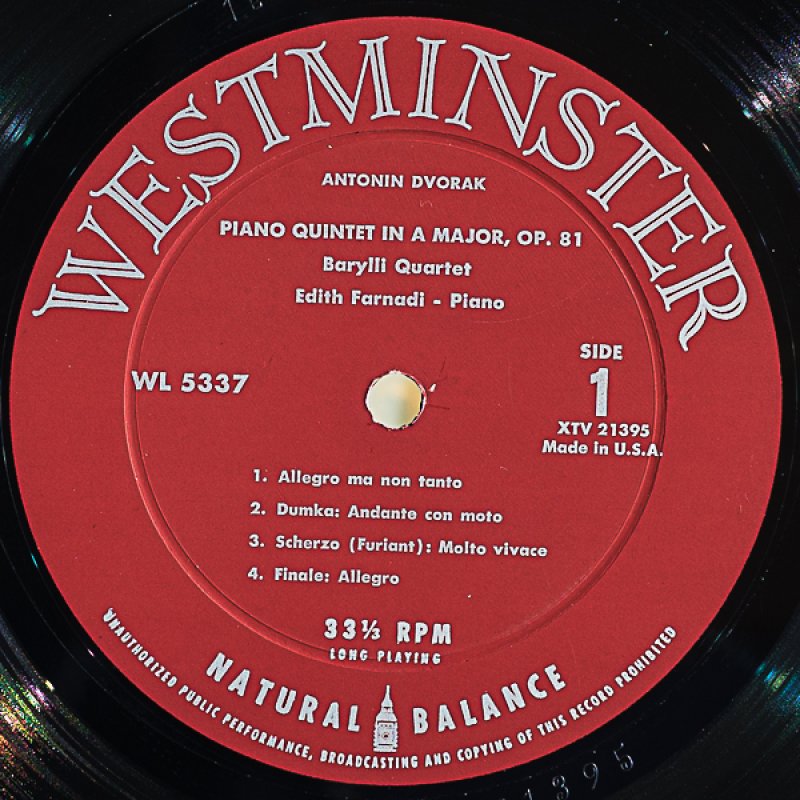 WESTMINSTER
ANTONIN DVORAK
PIANO QUINTET IN A MAJOR, OP. 81
Barylli Quartet
Edith Farnadi - Piano
WL 5337
SIDE
1
XTV 21395
Made in U.S.A.
1. Allegro ma non tanto
2. Dumka: Andante con moto
3. Scherzo (Furiant): Molto vivace
4. Finale: Allegro
33⅓ RPM
LONG PLAYING
NATURAL BALANCE
UNAUTHORIZED PUBLIC PERFORMANCE, BROADCASTING AND COPYING OF THIS RECORD PROHIBITED
1395